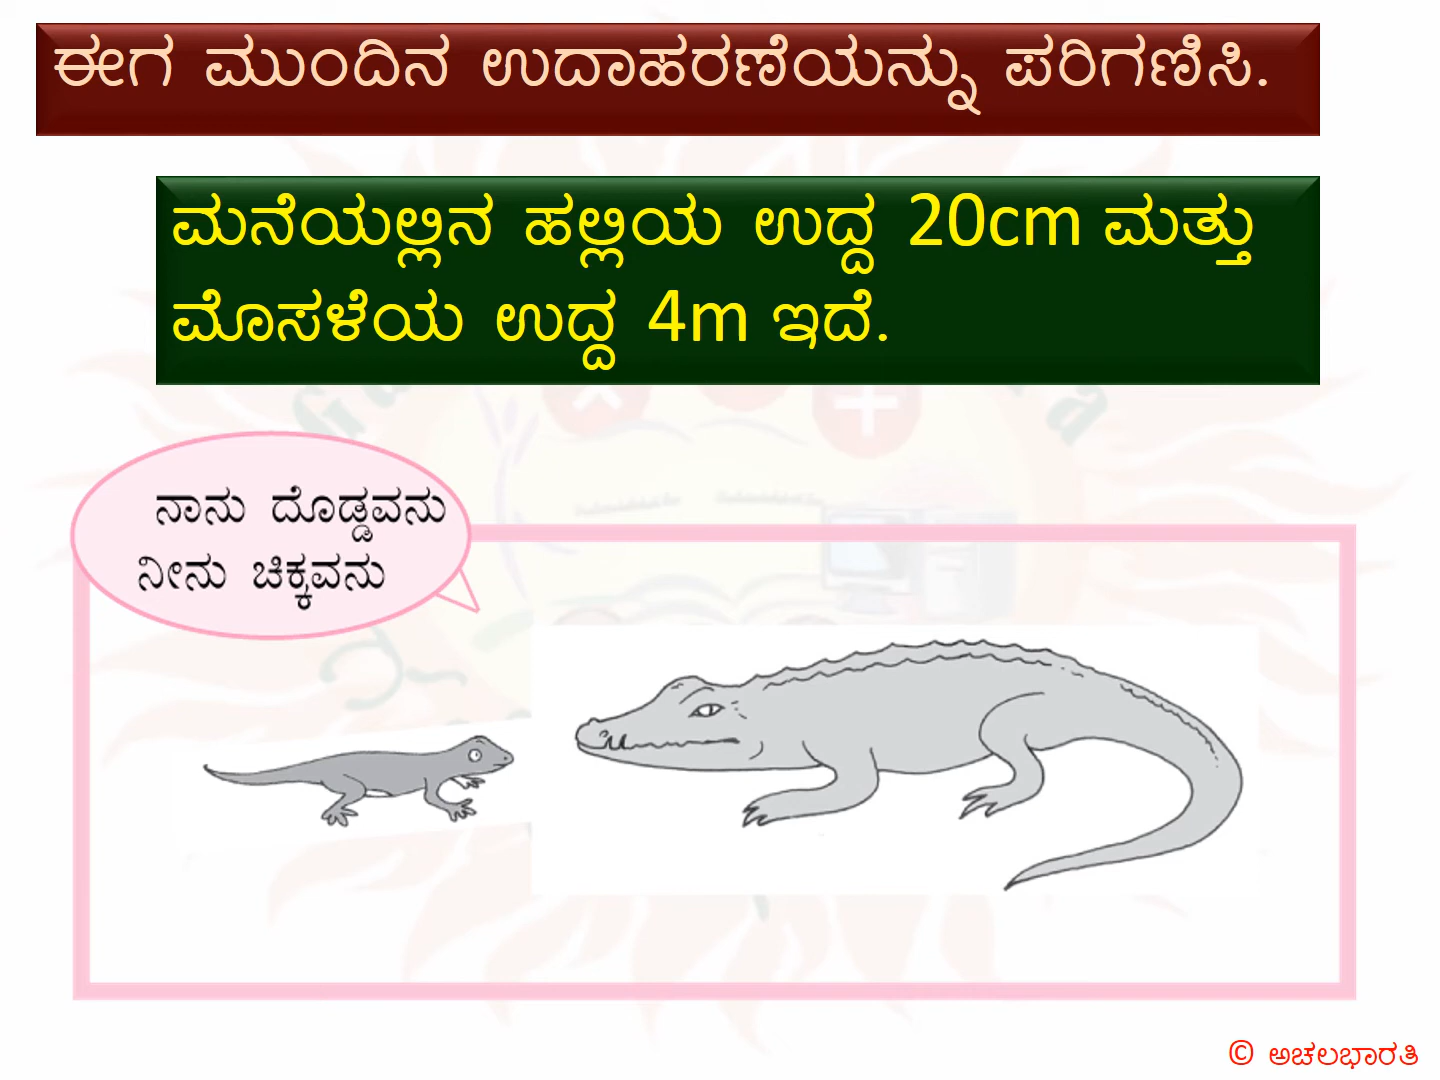 ಈಗ ಮುಂದಿನ ಉದಾಹರಣೆಯನ್ನು ಪರಿಗಣಿಸಿ.
ಮನೆಯಲ್ಲಿನ ಹಲ್ಲಿಯ ಉದ್ದ 20cm ಮತ್ತು
ಮೊಸಳೆಯ ಉದ್ದ 4m ಇದೆ.
ನಾನು ದೊಡ್ಡವನು
ನೀನು ಚಿಕ್ಕವನು
© ಅಚಲಭಾರತಿ